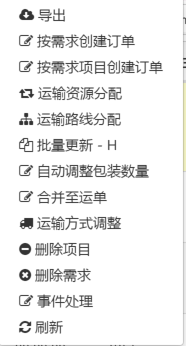 导出
按需求创建订单
按需求项目创建订单
运输资源分配
运输路线分配
批量更新 - H
自动调整包装数量
合并至运单
运输方式调整
删除项目
删除需求
事件处理
刷新